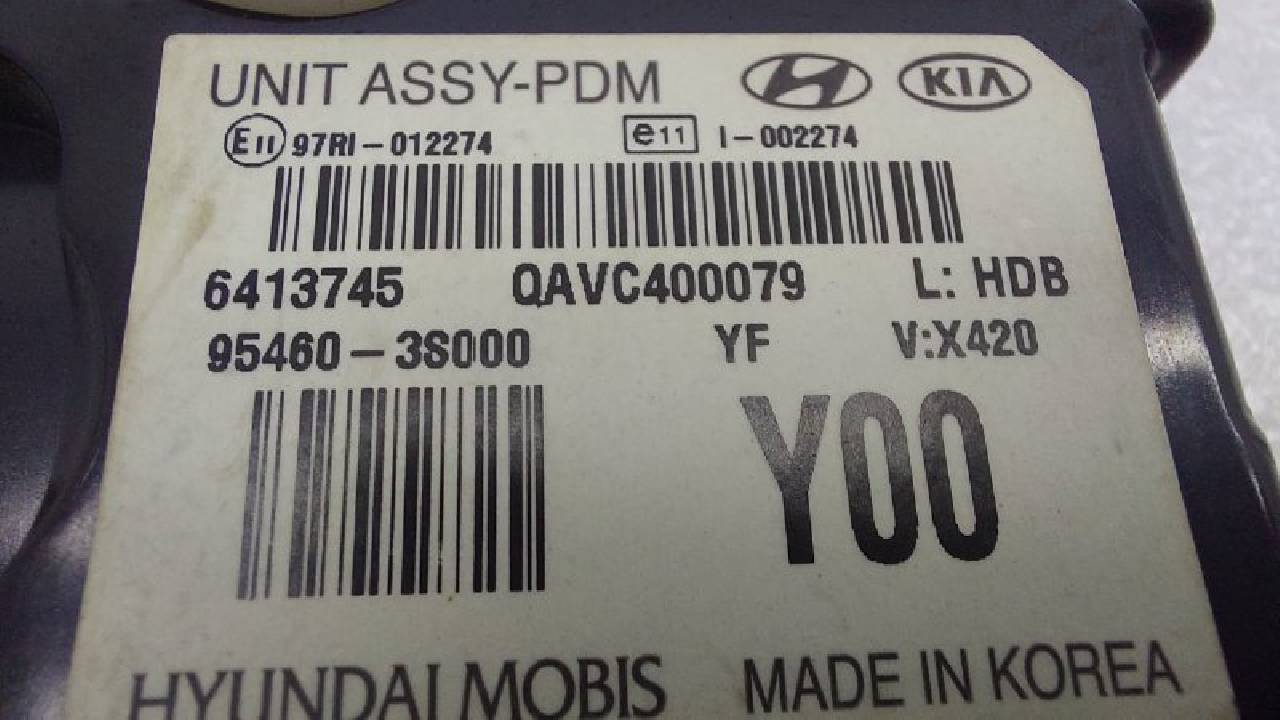 UNIT ASSY-PDM KIA
E11 97RI-012274 e11 I-002274
6413745 QAVC400079 L: HDB
95460-3S000 YF V:X420
Y00
HYUNDAI MOBIS MADE IN KOREA